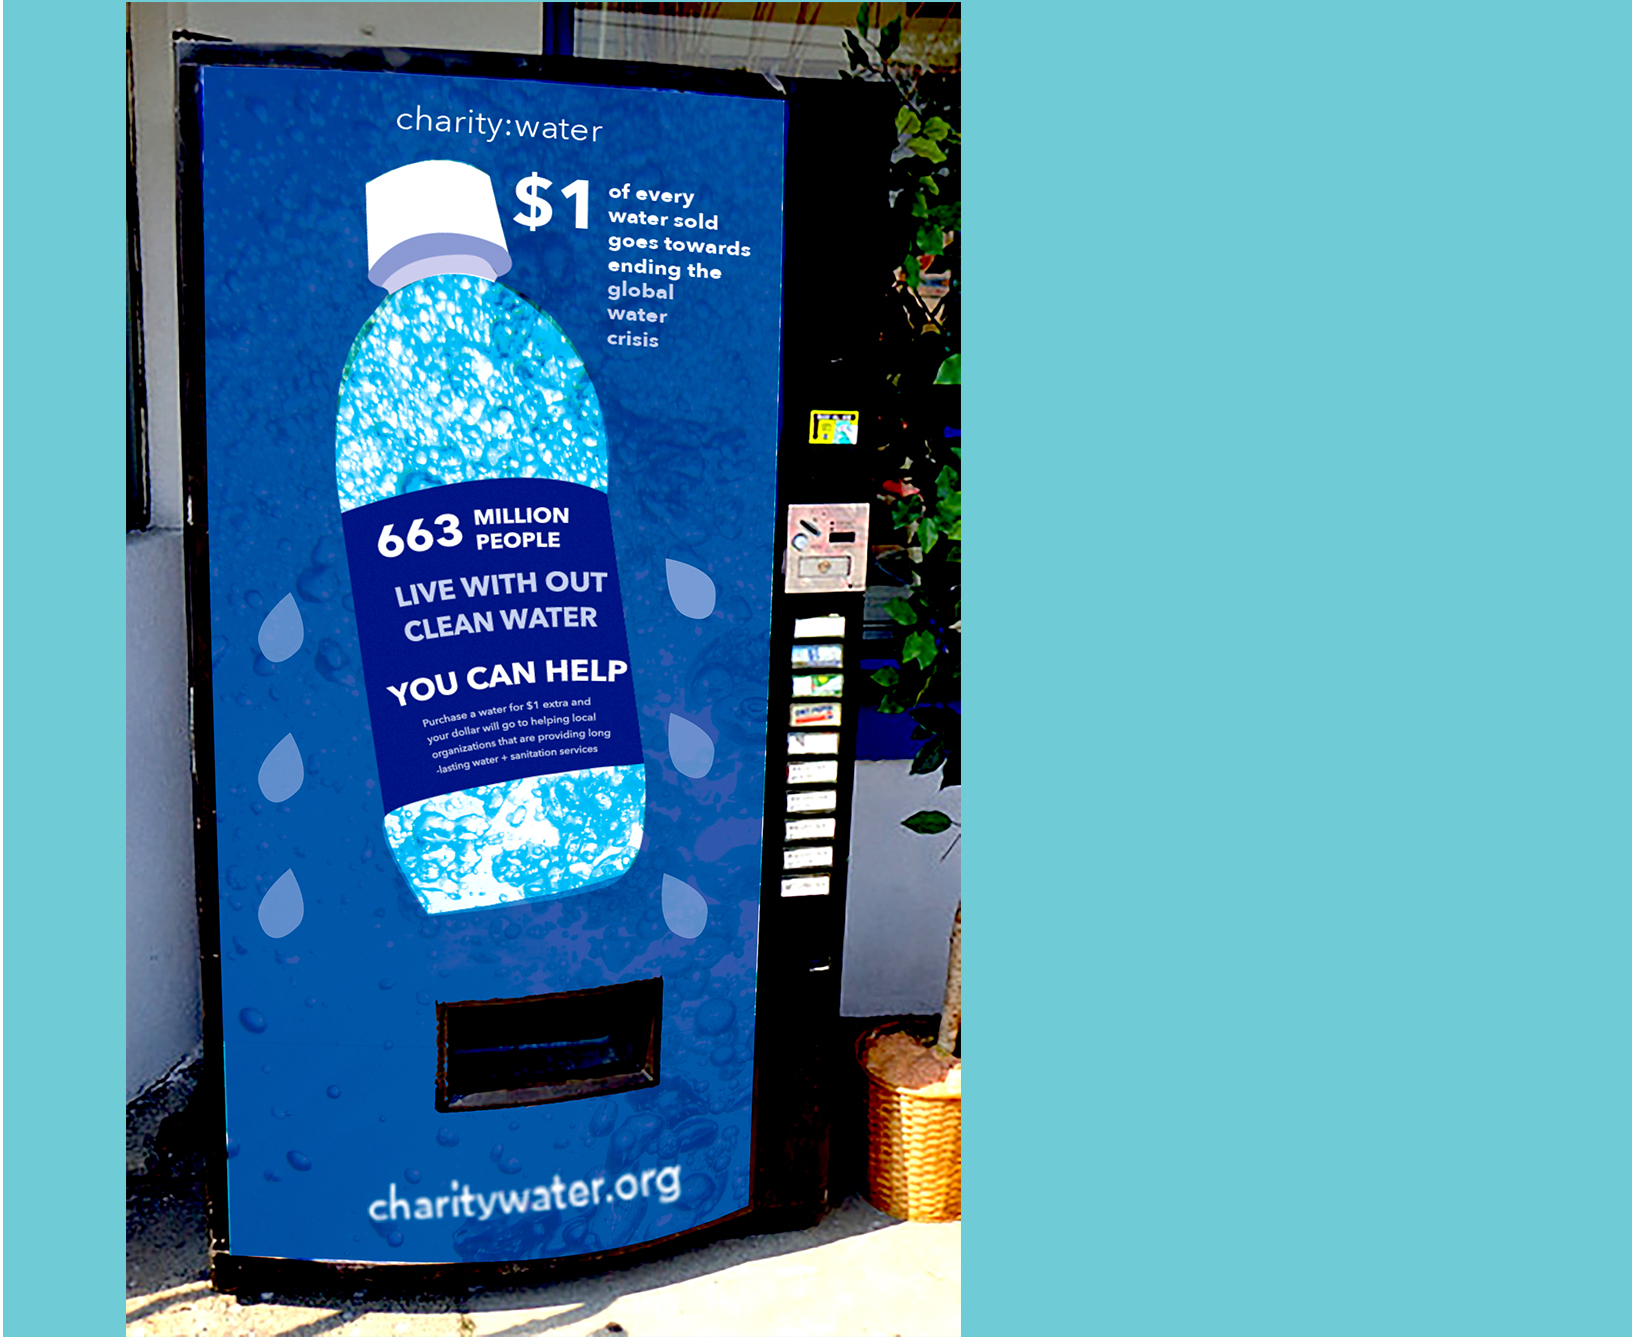 charity:water
$1
of every
water sold
goes towards
ending the
global
water
crisis
663 MILLION
PEOPLE
LIVE WITH OUT
CLEAN WATER
YOU CAN HELP
Purchase a water for $1 extra and
your dollar will go to helping local
organizations that are providing long
-lasting water + sanitation services
charitywater.org